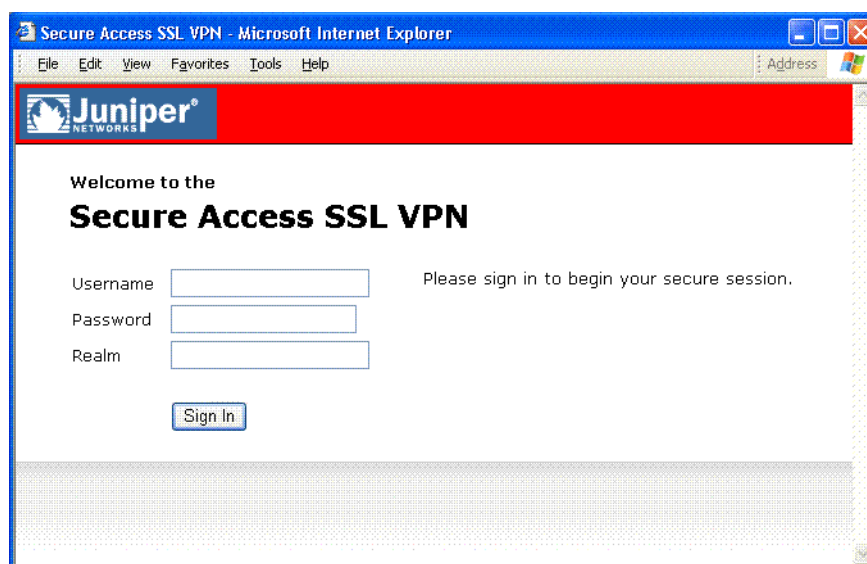 Secure Access SSL VPN - Microsoft Internet Explorer
File Edit View Favorites Tools Help Address
Juniper®
NETWORKS
Welcome to the
Secure Access SSL VPN
Username
Please sign in to begin your secure session.
Password
Realm
Sign In